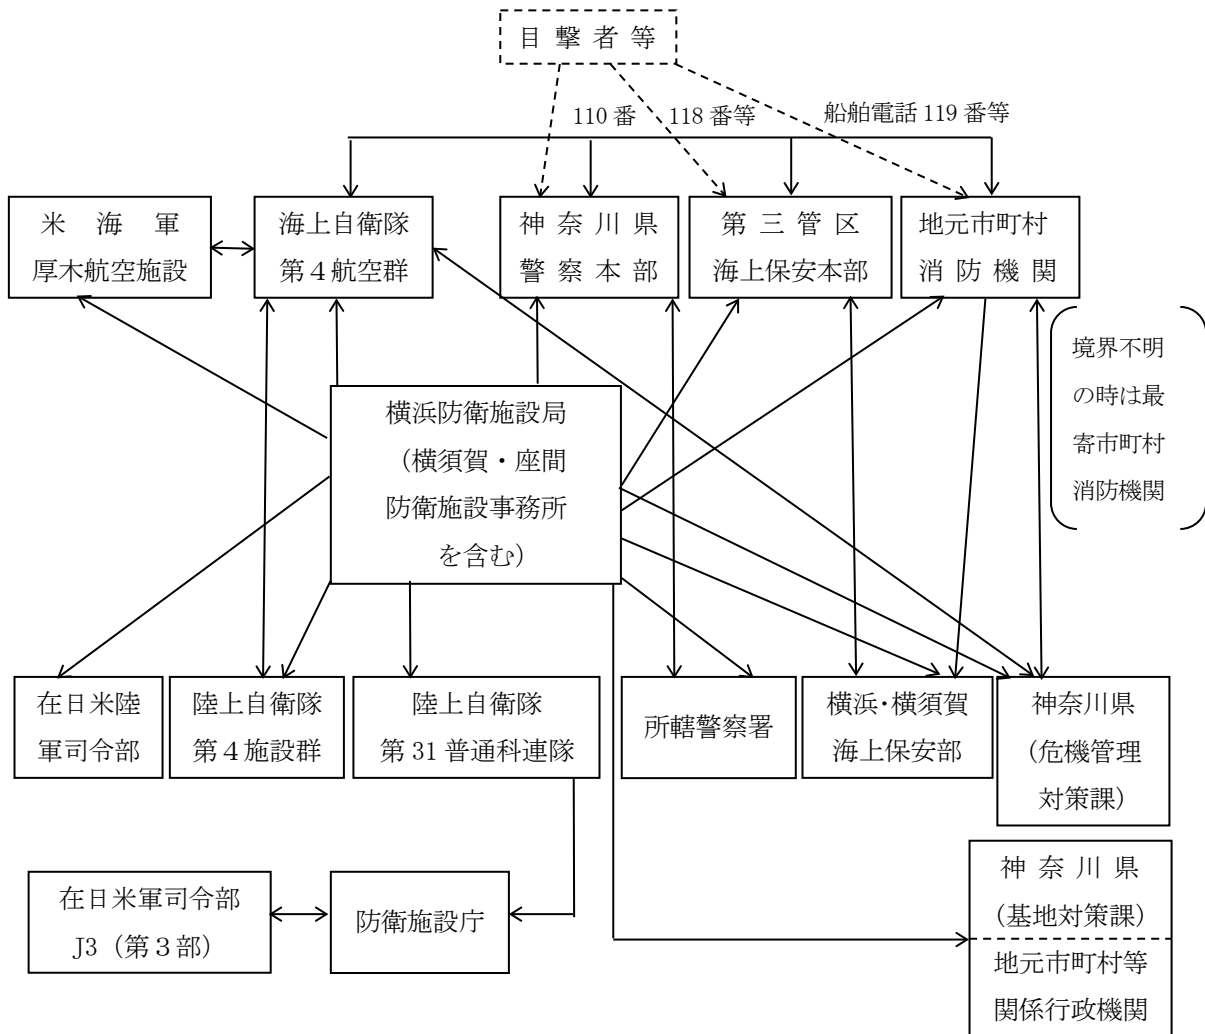 目 撃 者 等
110 番
118 番等
船舶電話 119 番等
米 海 軍
厚木航空施設
海上自衛隊
第４航空群
神 奈 川 県
警 察 本 部
第 三 管 区
海上保安本部
地元市町村
消 防 機 関
境界不明
の時は最
寄市町村
消防機関
横浜防衛施設局
（横須賀・座間
防衛施設事務所
を含む）
在日米陸
軍司令部
陸上自衛隊
第４施設群
陸上自衛隊
第 31 普通科連隊
所轄警察署
横浜・横須賀
海上保安部
神奈川県
（危機管理
対策課）
在日米軍司令部
J3（第３部）
防衛施設庁
神 奈 川 県
（基地対策課）
地元市町村等
関係行政機関